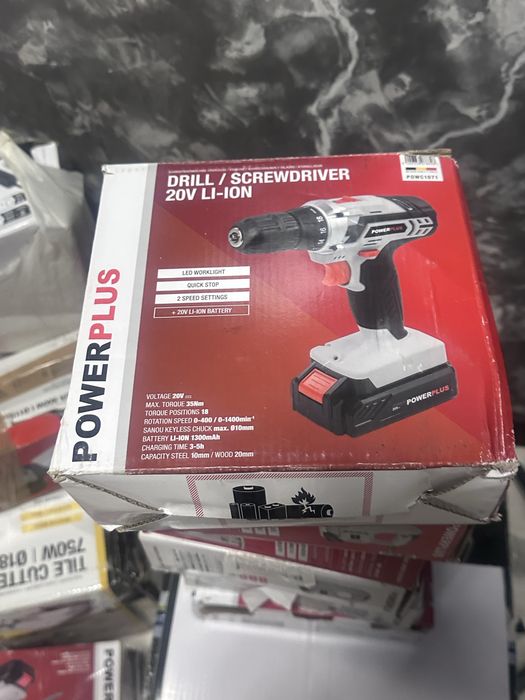 DRILL / SCREWDRIVER
20V LI-ION
POWC1071
POWERPLUS
LED WORKLIGHT
QUICK STOP
2 SPEED SETTINGS
+ 20V LI-ION BATTERY
POWERPLUS
POWERPLUS
VOLTAGE 20V
MAX. TORQUE 35Nm
TORQUE POSITIONS 18
ROTATION SPEED 0-400 / 0-1400min⁻¹
SANOU KEYLESS CHUCK max. Ø10mm
BATTERY LI-ION 1300mAh
CHARGING TIME 3-5h
CAPACITY STEEL 10mm / WOOD 20mm
TILE CUTTE
750W | Ø18
POWER